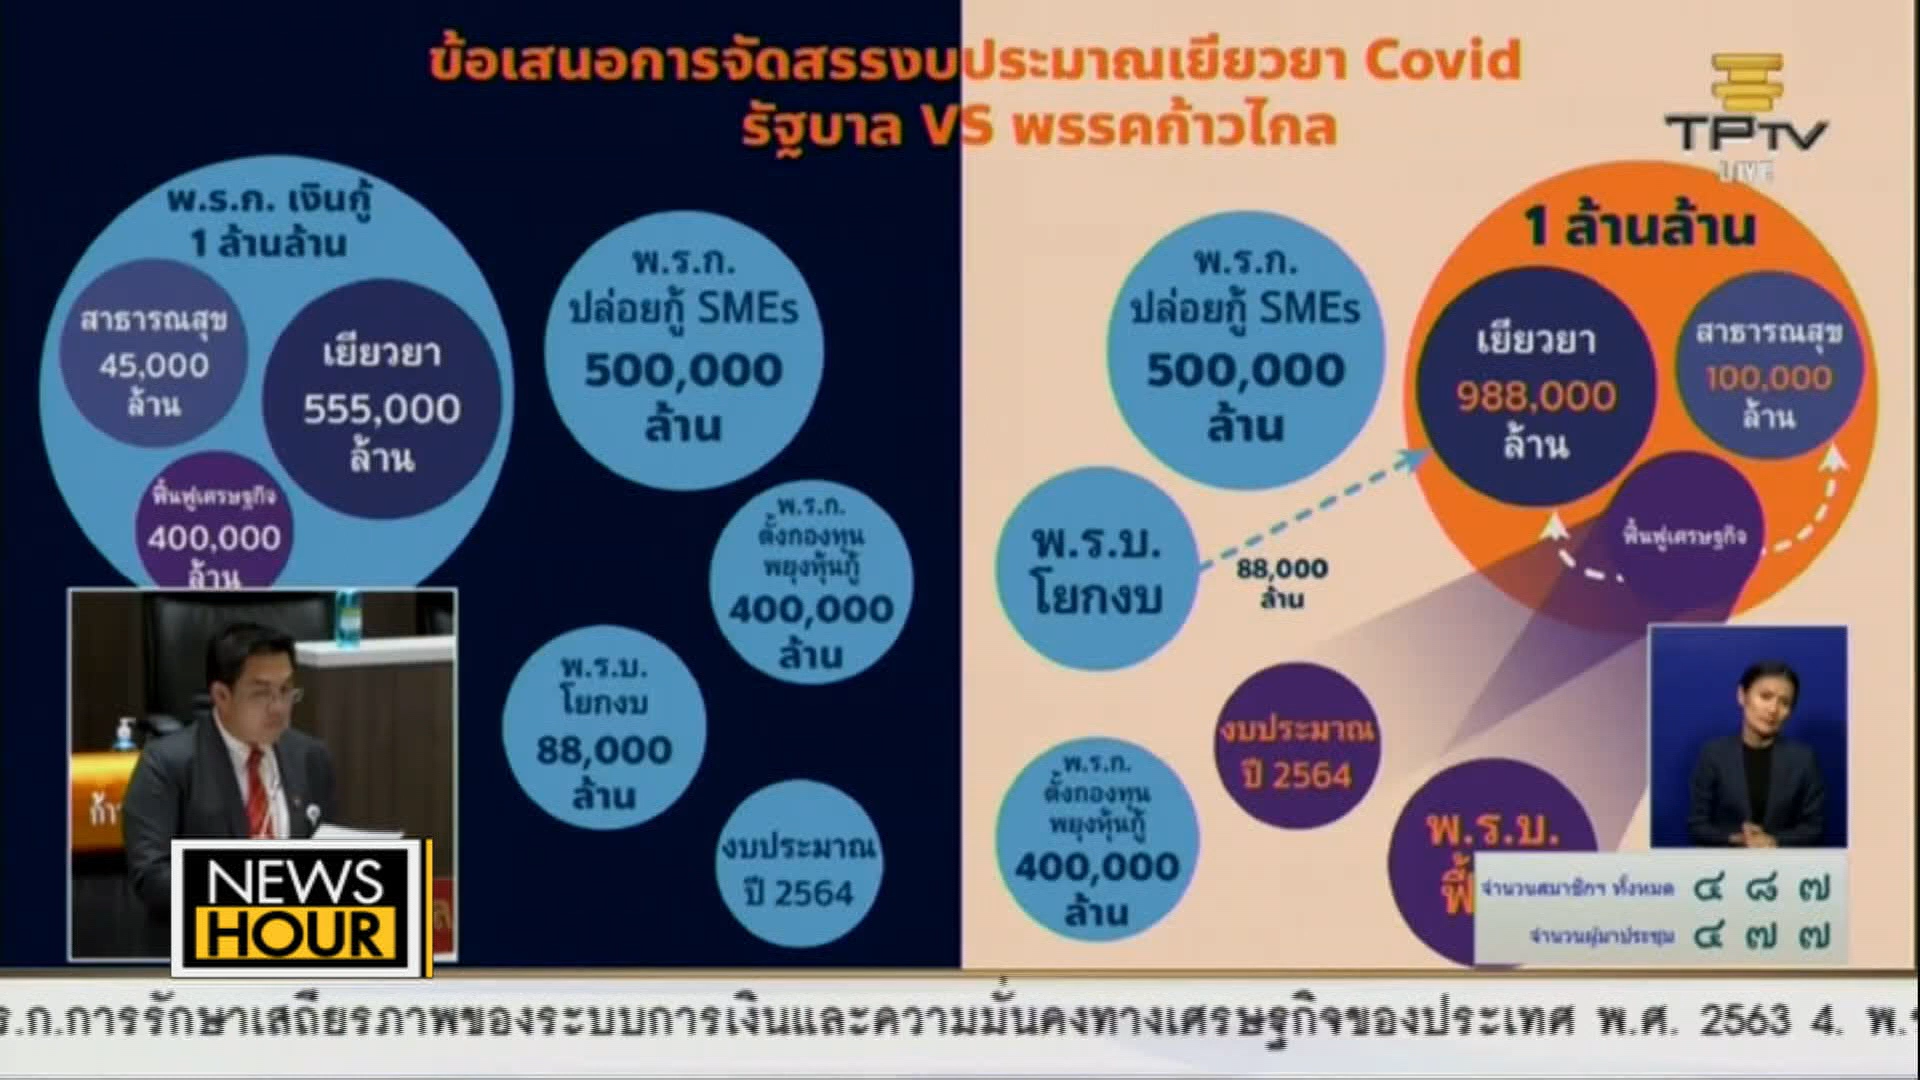 ข้อเสนอการจัดสรรงบประมาณเยียวยา Covid
รัฐบาล VS พรรคก้าวไกล
TPTV
LIVE
พ.ร.ก. เงินกู้
1 ล้านล้าน
สาธารณสุข
45,000
ล้าน
เยียวยา
555,000
ล้าน
ฟื้นฟูเศรษฐกิจ
400,000
ล้าน
พ.ร.ก.
ปล่อยกู้ SMEs
500,000
ล้าน
พ.ร.ก.
ตั้งกองทุน
พยุงหุ้นกู้
400,000
ล้าน
พ.ร.บ.
โยกงบ
88,000
ล้าน
งบประมาณ
ปี 2564
พ.ร.ก.
ปล่อยกู้ SMEs
500,000
ล้าน
1 ล้านล้าน
เยียวยา
988,000
ล้าน
สาธารณสุข
100,000
ล้าน
ฟื้นฟูเศรษฐกิจ
พ.ร.บ.
โยกงบ
88,000
ล้าน
งบประมาณ
ปี 2564
พ.ร.ก.
ตั้งกองทุน
พยุงหุ้นกู้
400,000
ล้าน
พ.ร.บ.
ฟื้
จำนวนสมาชิกฯ ทั้งหมด ๔ ๘ ๗
จำนวนผู้มาประชุม ๔ ๗ ๗
ก้า
ล
NEWS
HOUR
ร.ก.การรักษาเสถียรภาพของระบบการเงินและความมั่นคงทางเศรษฐกิจของประเทศ พ.ศ. 2563 4. พ.ร